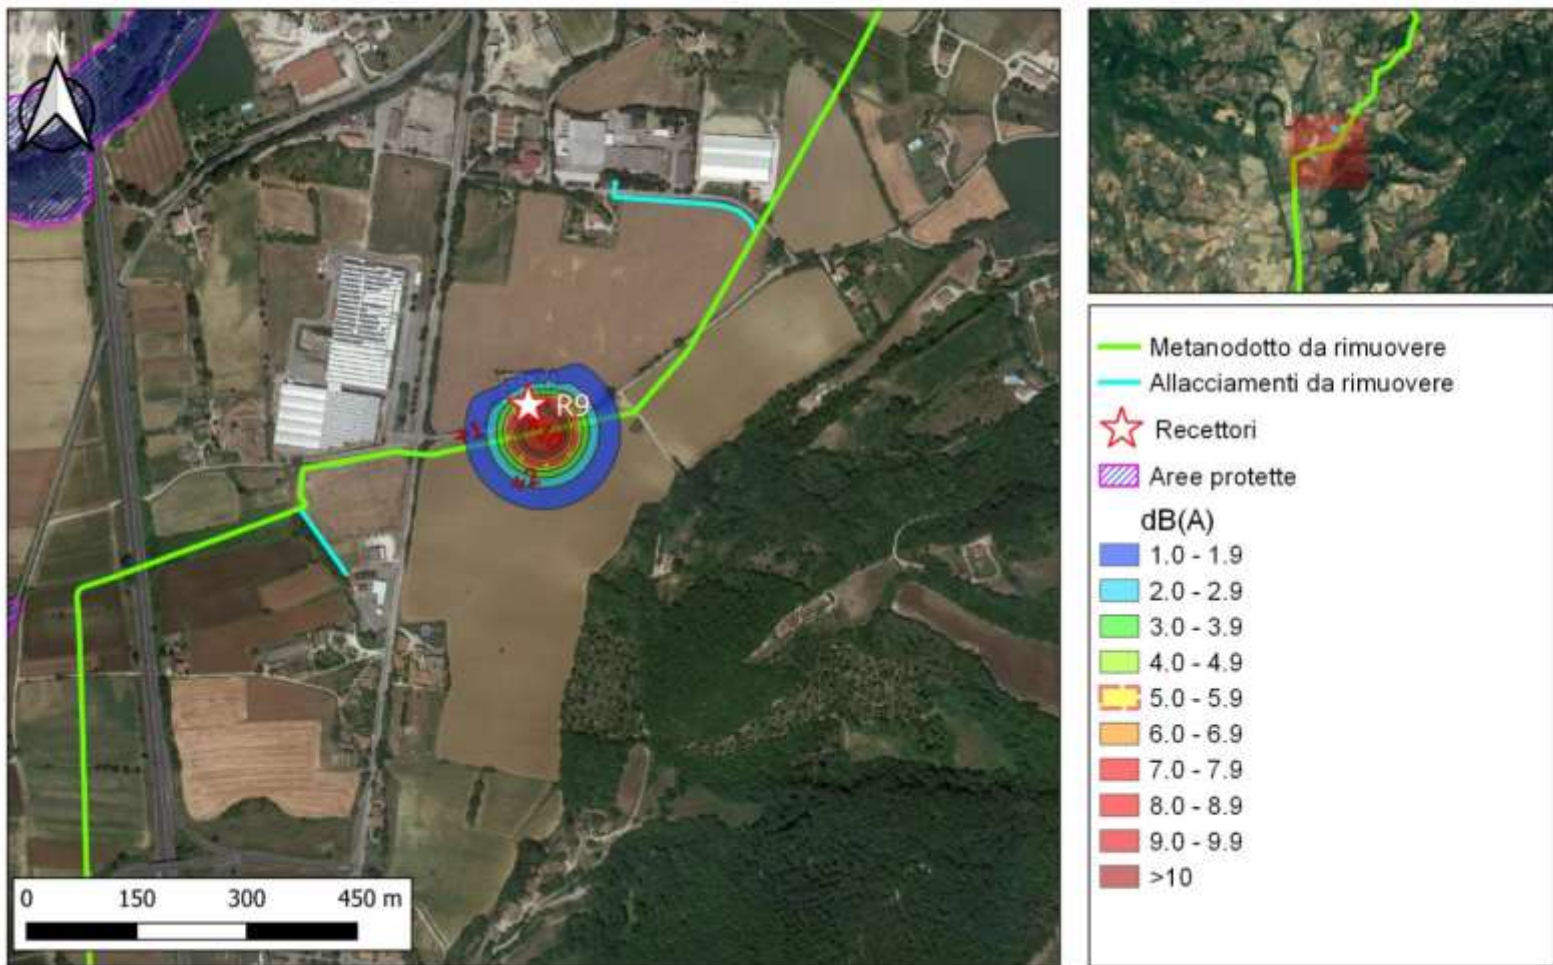 N
R9
0 150 300 450 m
Metanodotto da rimuovere
Allacciamenti da rimuovere
Recettori
Aree protette
dB(A)
1.0 - 1.9
2.0 - 2.9
3.0 - 3.9
4.0 - 4.9
5.0 - 5.9
6.0 - 6.9
7.0 - 7.9
8.0 - 8.9
9.0 - 9.9
>10